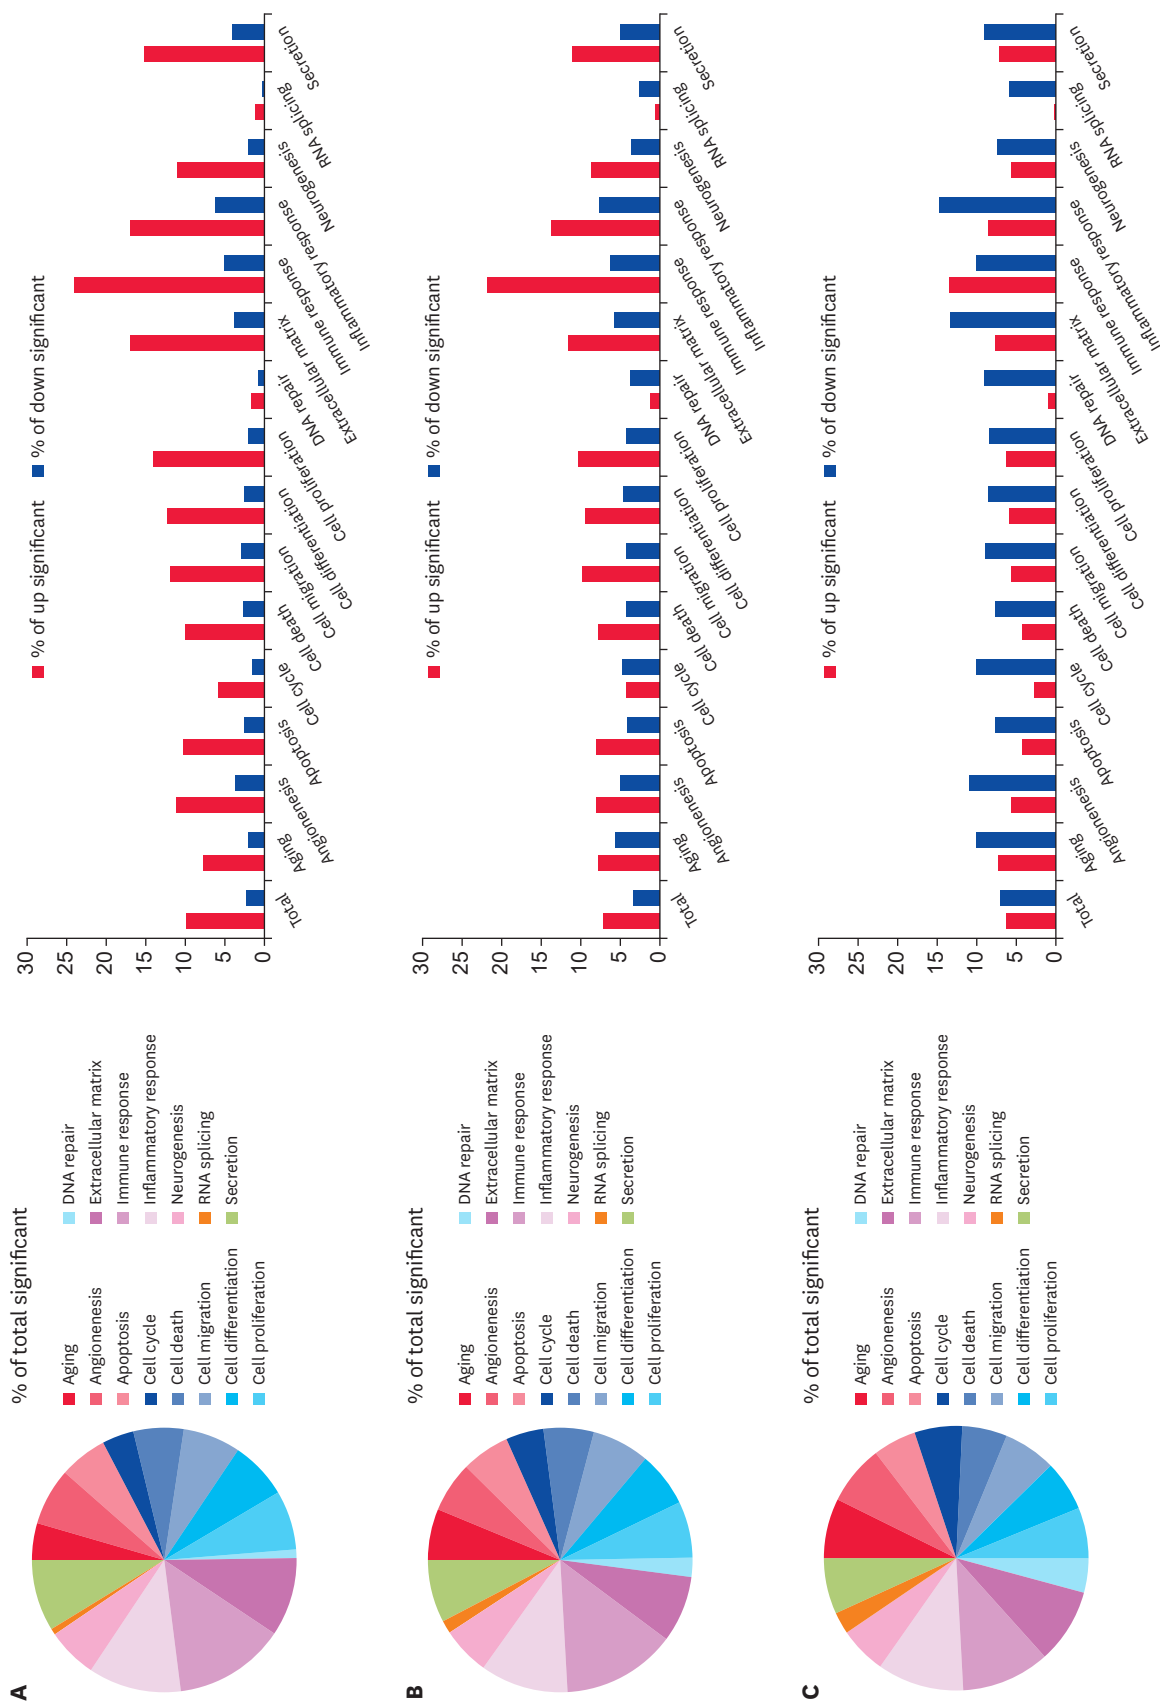 A
% of total significant
Aging
Angionenesis
Apoptosis
Cell cycle
Cell death
Cell migration
Cell differentiation
Cell proliferation
DNA repair
Extracellular matrix
Immune response
Inflammatory response
Neurogenesis
RNA splicing
Secretion
% of up significant
% of down significant
30
25
20
15
10
5
0
Total
Aging
Angionenesis
Apoptosis
Cell cycle
Cell death
Cell migration
Cell differentiation
Cell proliferation
DNA repair
Extracellular matrix
Immune response
Inflammatory response
Neurogenesis
RNA splicing
Secretion
B
% of total significant
Aging
Angionenesis
Apoptosis
Cell cycle
Cell death
Cell migration
Cell differentiation
Cell proliferation
DNA repair
Extracellular matrix
Immune response
Inflammatory response
Neurogenesis
RNA splicing
Secretion
% of up significant
% of down significant
30
25
20
15
10
5
0
Total
Aging
Angionenesis
Apoptosis
Cell cycle
Cell death
Cell migration
Cell differentiation
Cell proliferation
DNA repair
Extracellular matrix
Immune response
Inflammatory response
Neurogenesis
RNA splicing
Secretion
C
% of total significant
Aging
Angionenesis
Apoptosis
Cell cycle
Cell death
Cell migration
Cell differentiation
Cell proliferation
DNA repair
Extracellular matrix
Immune response
Inflammatory response
Neurogenesis
RNA splicing
Secretion
% of up significant
% of down significant
30
25
20
15
10
5
0
Total
Aging
Angionenesis
Apoptosis
Cell cycle
Cell death
Cell migration
Cell differentiation
Cell proliferation
DNA repair
Extracellular matrix
Immune response
Inflammatory response
Neurogenesis
RNA splicing
Secretion